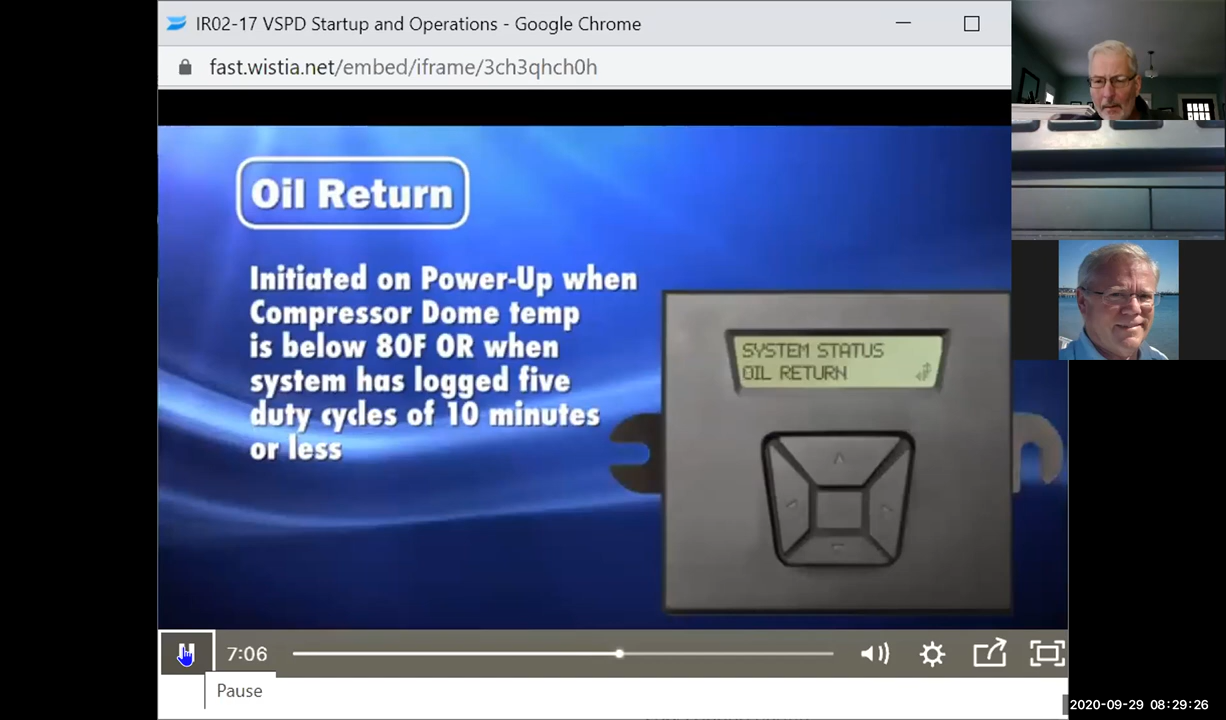 IR02-17 VSPD Startup and Operations - Google Chrome
fast.wistia.net/embed/iframe/3ch3qhch0h
Oil Return
Initiated on Power-Up when
Compressor Dome temp
is below 80F OR when
system has logged five
duty cycles of 10 minutes
or less
SYSTEM STATUS
OIL RETURN
7:06
Pause
2020-09-29 08:29:26